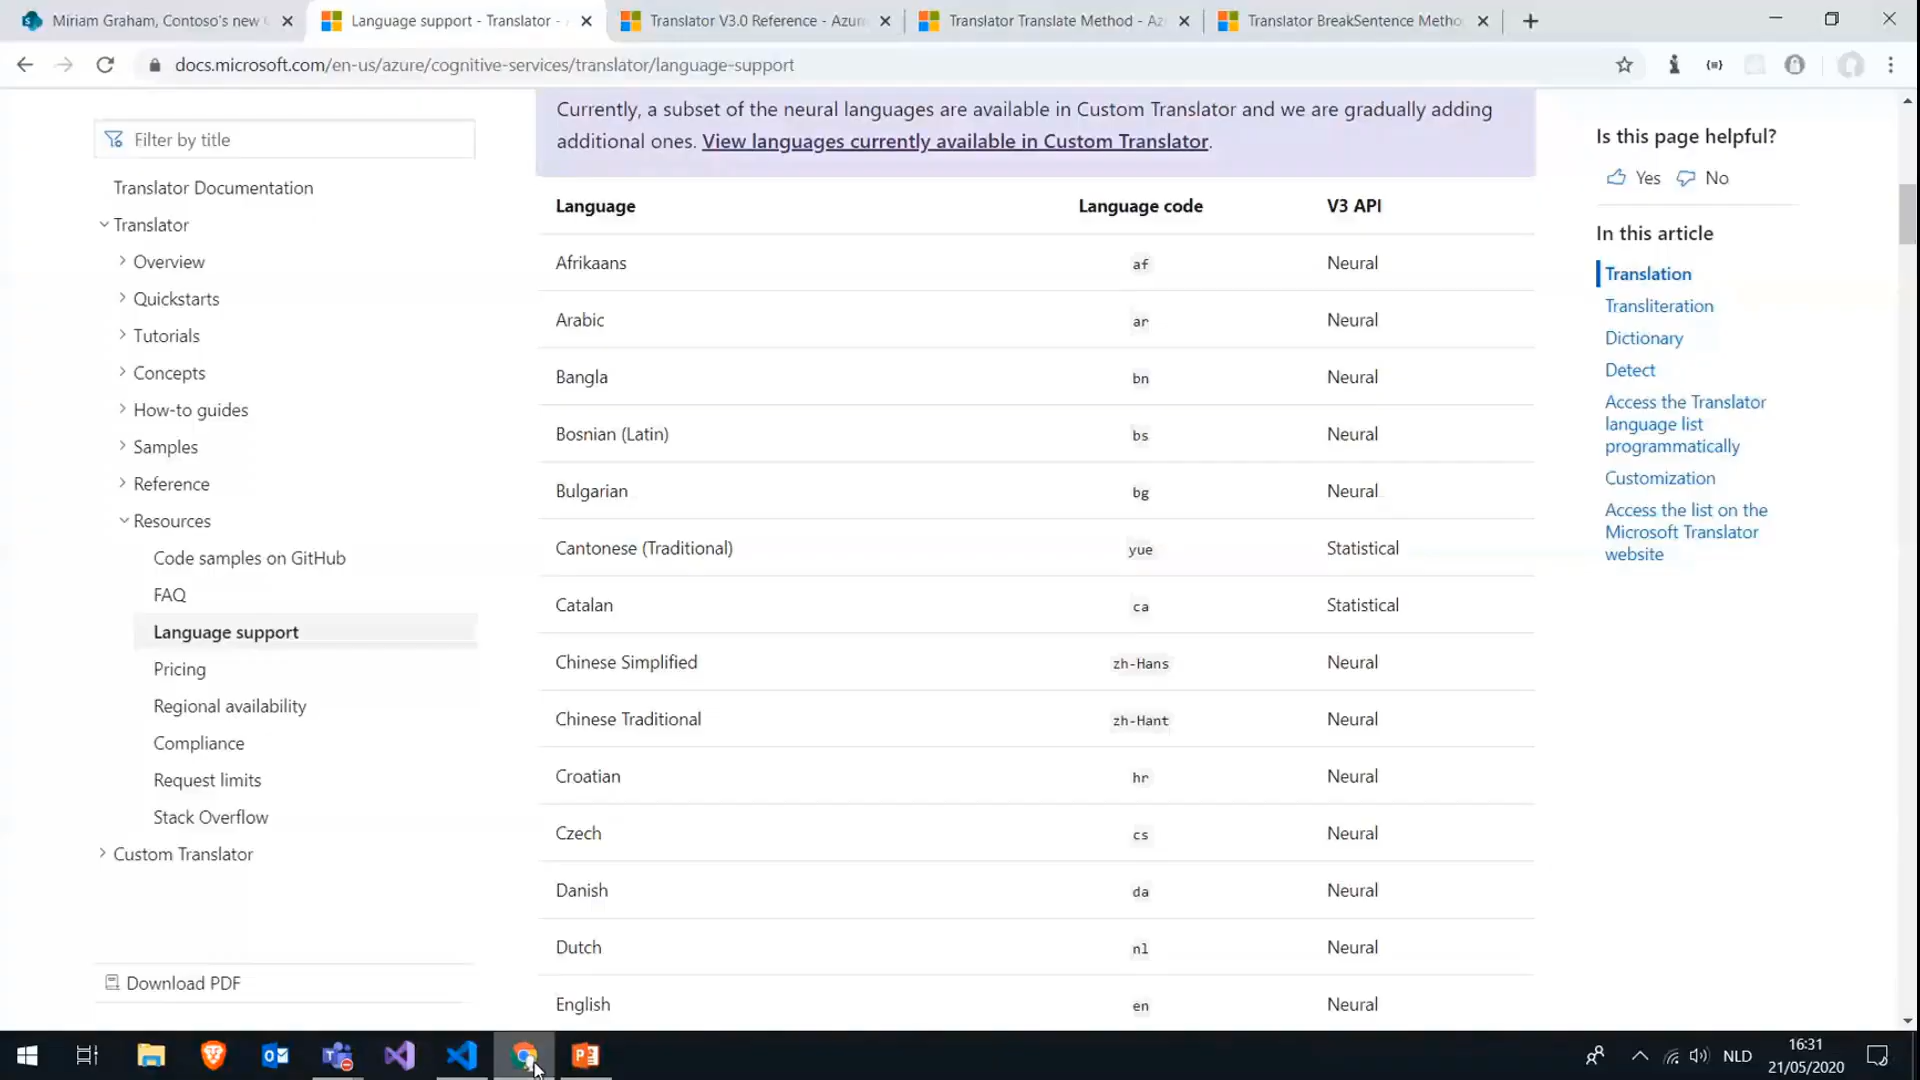 Miriam Graham, Contoso's new
Language support - Translator -
Translator V3.0 Reference - Azur
Translator Translate Method - Az
Translator BreakSentence Metho
docs.microsoft.com/en-us/azure/cognitive-services/translator/language-support
Filter by title
Translator Documentation
Translator
Overview
Quickstarts
Tutorials
Concepts
How-to guides
Samples
Reference
Resources
Code samples on GitHub
FAQ
Language support
Pricing
Regional availability
Compliance
Request limits
Stack Overflow
Custom Translator
Download PDF
Currently, a subset of the neural languages are available in Custom Translator and we are gradually adding
additional ones. View languages currently available in Custom Translator.
Language Language code V3 API
Afrikaans af Neural
Arabic ar Neural
Bangla bn Neural
Bosnian (Latin) bs Neural
Bulgarian bg Neural
Cantonese (Traditional) yue Statistical
Catalan ca Statistical
Chinese Simplified zh-Hans Neural
Chinese Traditional zh-Hant Neural
Croatian hr Neural
Czech cs Neural
Danish da Neural
Dutch nl Neural
English en Neural
Is this page helpful?
Yes No
In this article
Translation
Transliteration
Dictionary
Detect
Access the Translator
language list
programmatically
Customization
Access the list on the
Microsoft Translator
website
NLD
16:31
21/05/2020